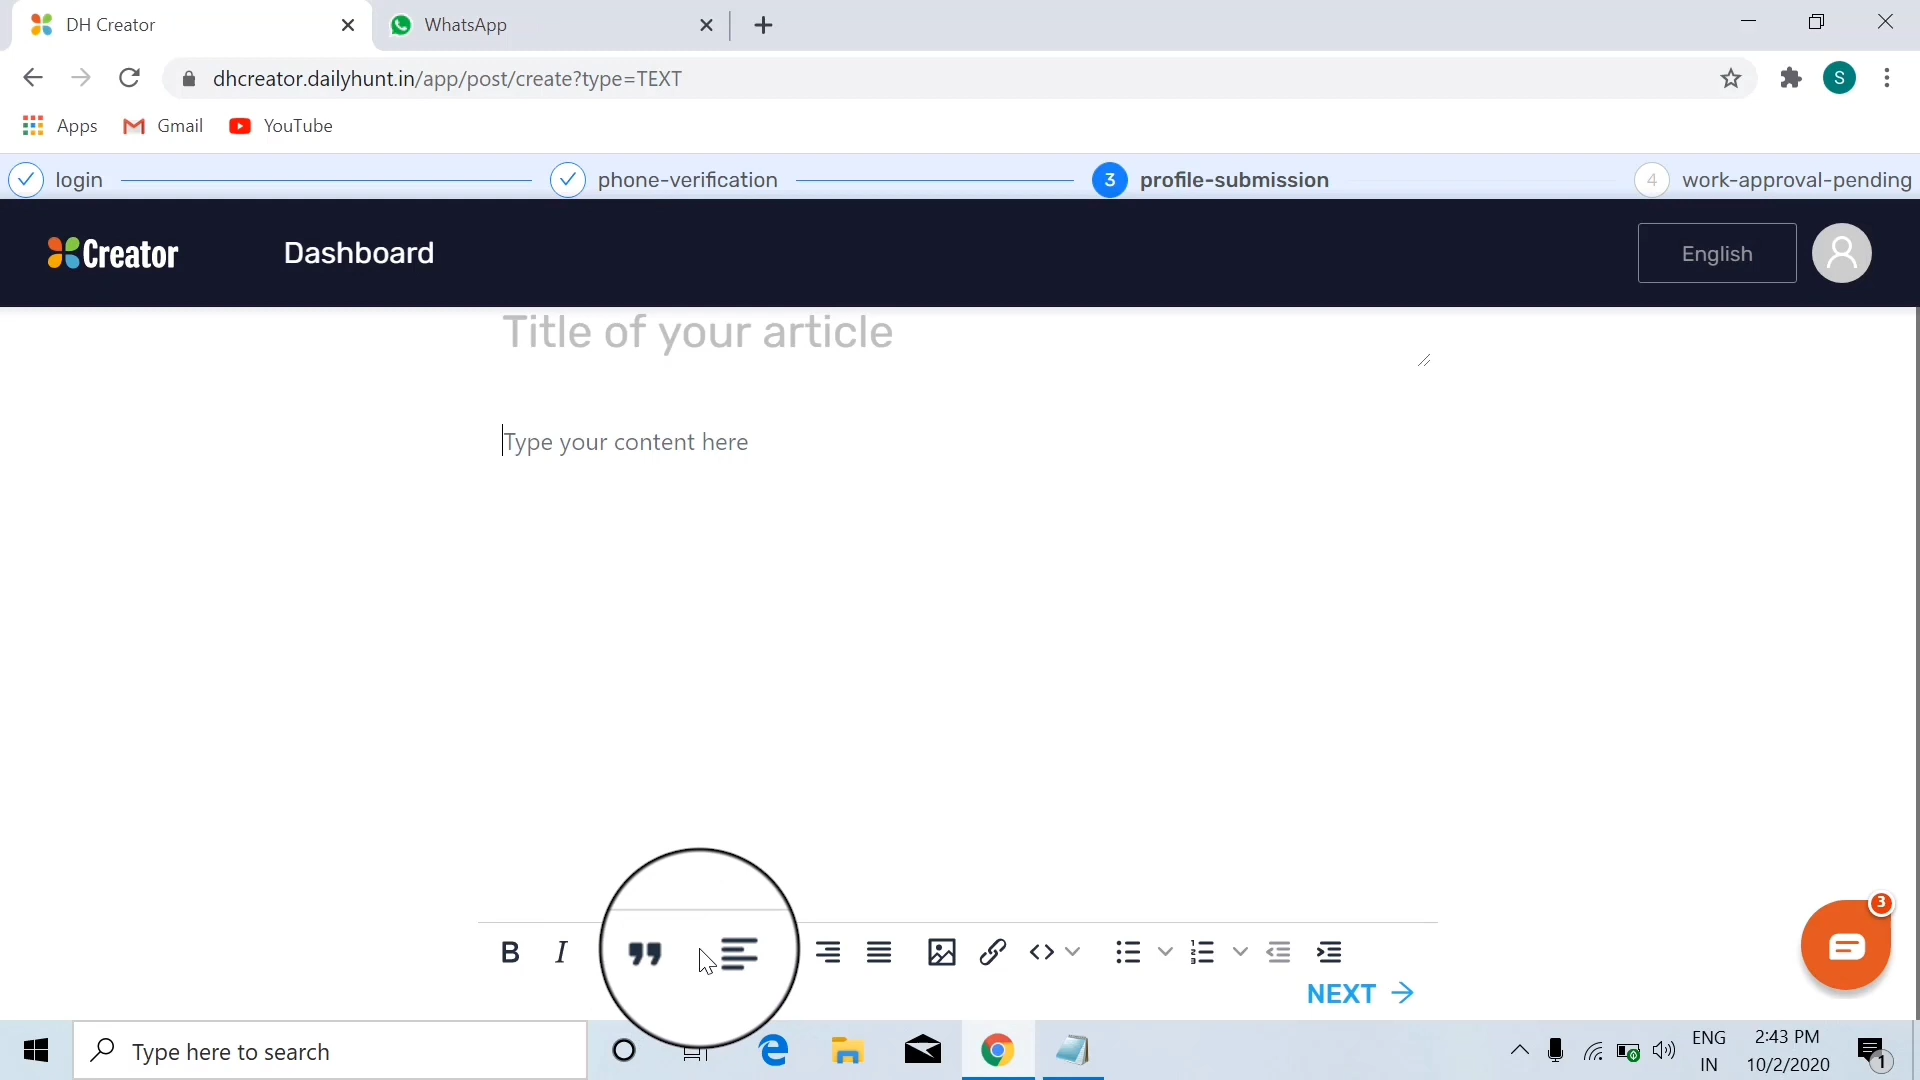 DH Creator
WhatsApp
dhcreator.dailyhunt.in/app/post/create?type=TEXT
S
Apps
Gmail
YouTube
login
phone-verification
3 profile-submission
4 work-approval-pending
Creator
Dashboard
English
Title of your article
Type your content here
3
B I
NEXT
Type here to search
ENG
IN
2:43 PM
10/2/2020
1